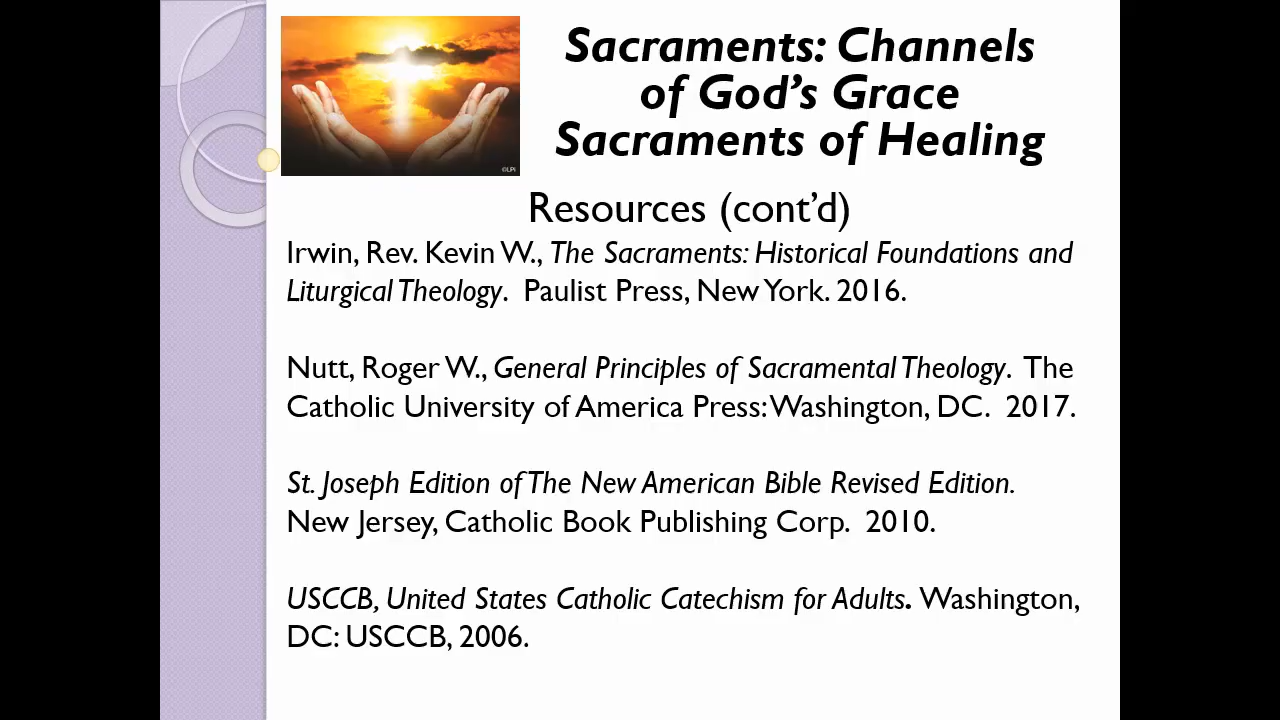 Sacraments: Channels
of God's Grace
Sacraments of Healing
©LPi
Resources (cont'd)
Irwin, Rev. Kevin W., The Sacraments: Historical Foundations and
Liturgical Theology. Paulist Press, New York. 2016.
Nutt, Roger W., General Principles of Sacramental Theology. The
Catholic University of America Press: Washington, DC. 2017.
St. Joseph Edition of The New American Bible Revised Edition.
New Jersey, Catholic Book Publishing Corp. 2010.
USCCB, United States Catholic Catechism for Adults. Washington,
DC: USCCB, 2006.